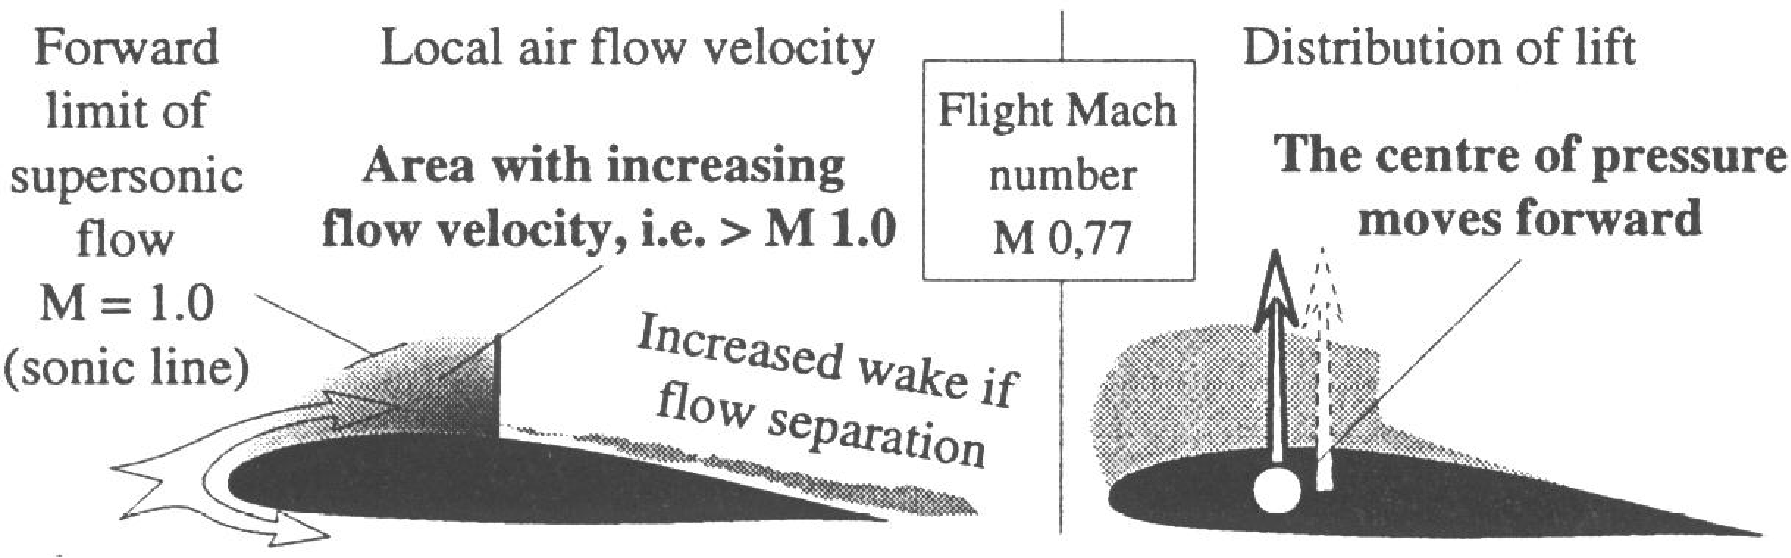 Forward
limit of
supersonic
flow
M = 1.0
(sonic line)
Local air flow velocity
Area with increasing
flow velocity, i.e. > M 1.0
Increased wake if
flow separation
Flight Mach
number
M 0,77
Distribution of lift
The centre of pressure
moves forward